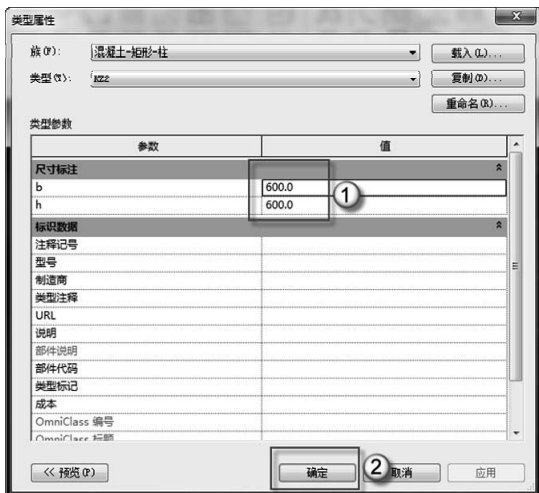 类型属性
族(F): 混凝土-矩形-柱 载入(L)...
类型(T): KZ2 复制(D)...
重命名(R)...
类型参数
参数 值
尺寸标注
b 600.0
h 600.0
1
标识数据
注释记号
型号
制造商
类型注释
URL
说明
部件说明
部件代码
类型标记
成本
OmniClass 编号
OmniClass 标题
<< 预览(P) 确定 2 取消 应用